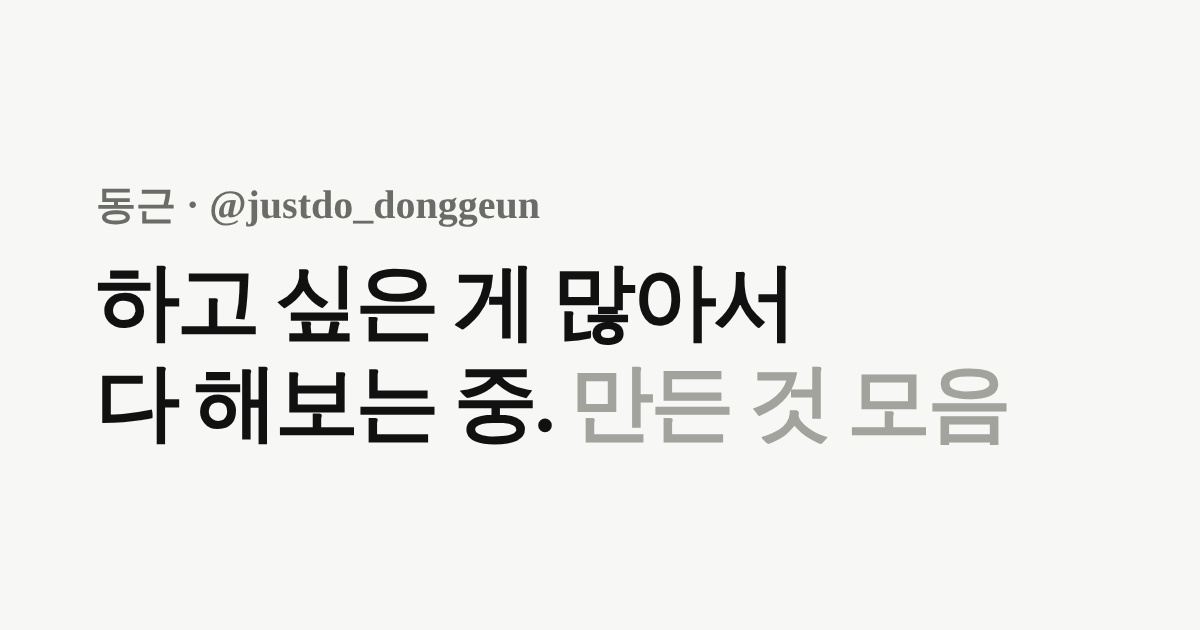 동근 · @justdo_donggeun
하고 싶은 게 많아서
다 해보는 중. 만든 것 모음